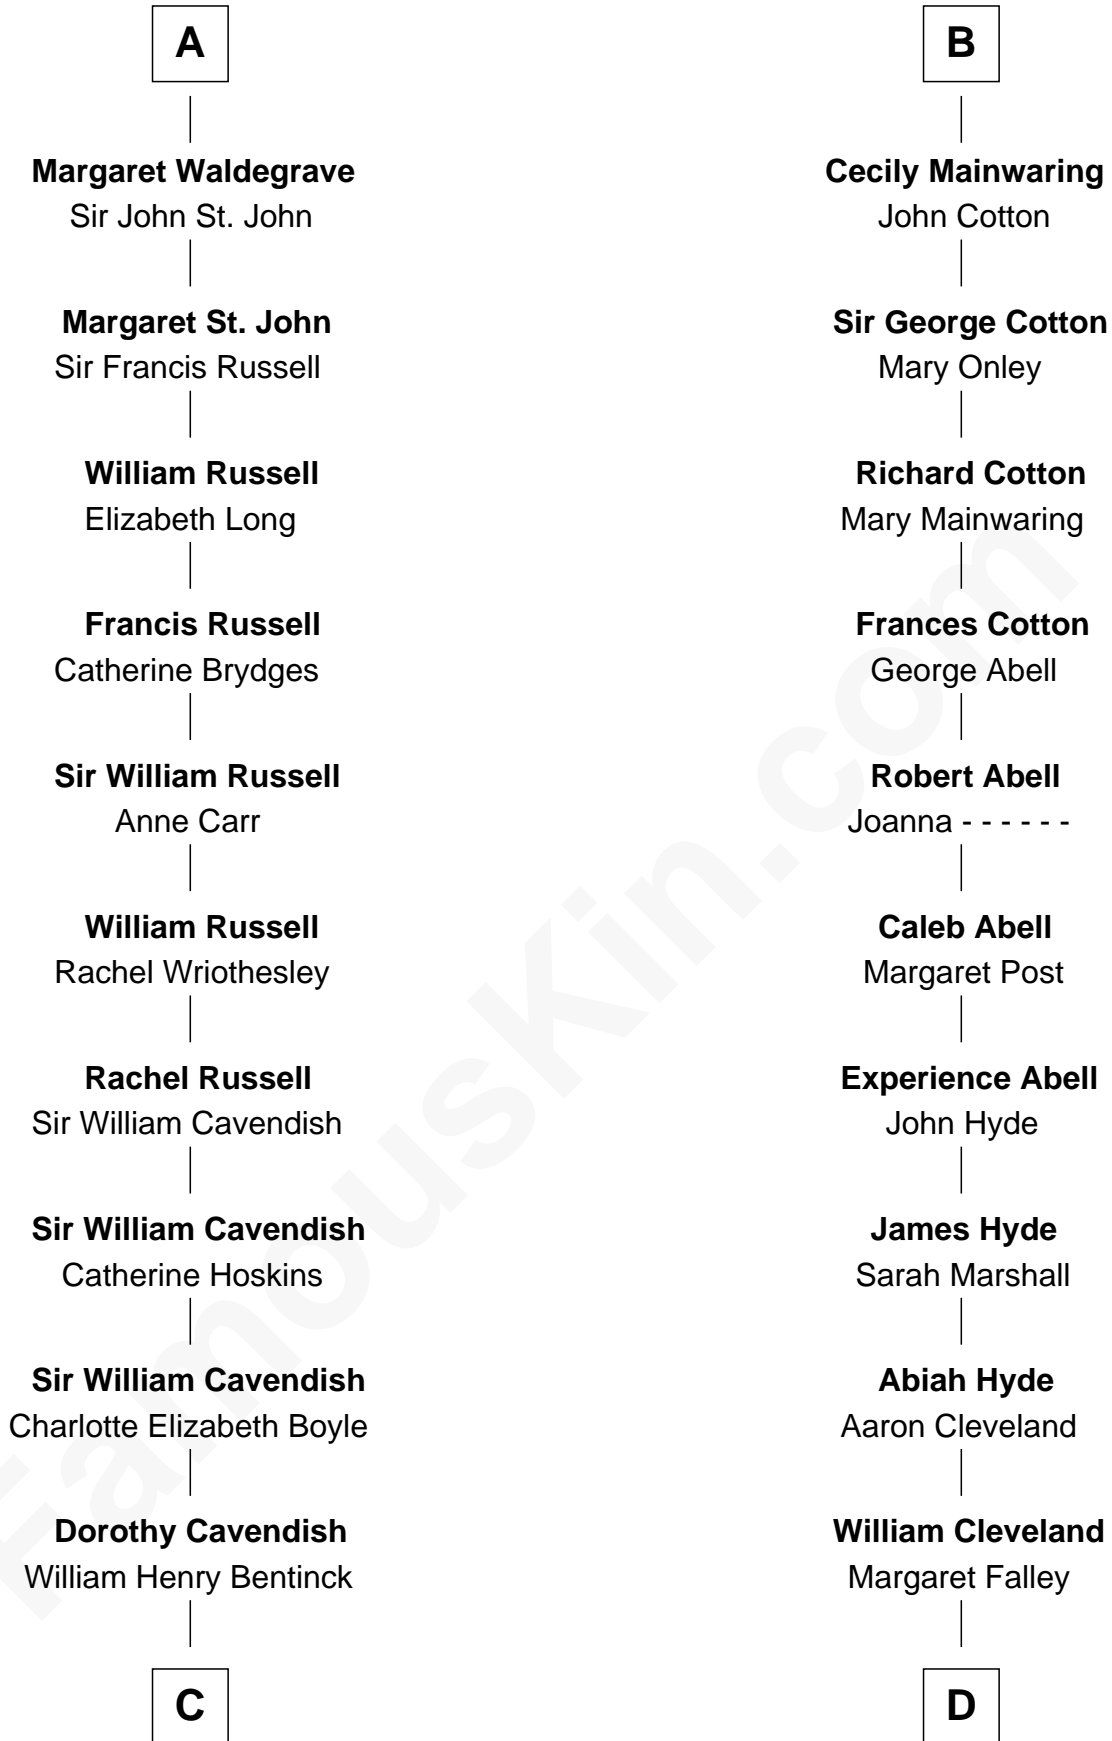 A
Margaret Waldegrave
Sir John St. John
Margaret St. John
Sir Francis Russell
William Russell
Elizabeth Long
Francis Russell
Catherine Brydges
Sir William Russell
Anne Carr
William Russell
Rachel Wriothesley
Rachel Russell
Sir William Cavendish
Sir William Cavendish
Catherine Hoskins
Sir William Cavendish
Charlotte Elizabeth Boyle
Dorothy Cavendish
William Henry Bentinck
C
B
Cecily Mainwaring
John Cotton
Sir George Cotton
Mary Onley
Richard Cotton
Mary Mainwaring
Frances Cotton
George Abell
Robert Abell
Joanna - - - - - -
Caleb Abell
Margaret Post
Experience Abell
John Hyde
James Hyde
Sarah Marshall
Abiah Hyde
Aaron Cleveland
William Cleveland
Margaret Falley
D
FamousKin.com